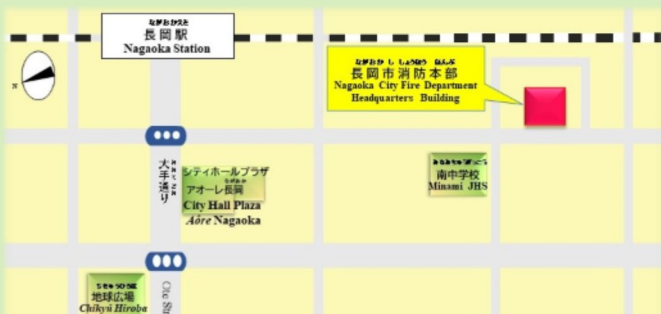 ながおかえき
長岡駅
Nagaoka Station
ながおか し しょうぼう ほんぶ
長岡市消防本部
Nagaoka City Fire Department
Headquarters Building
N
大手通り
シティホールプラザ
アオーレ長岡
City Hall Plaza
Aore Nagaoka
南中学校
Minami JHS
地球広場
Chikyū Hiroba